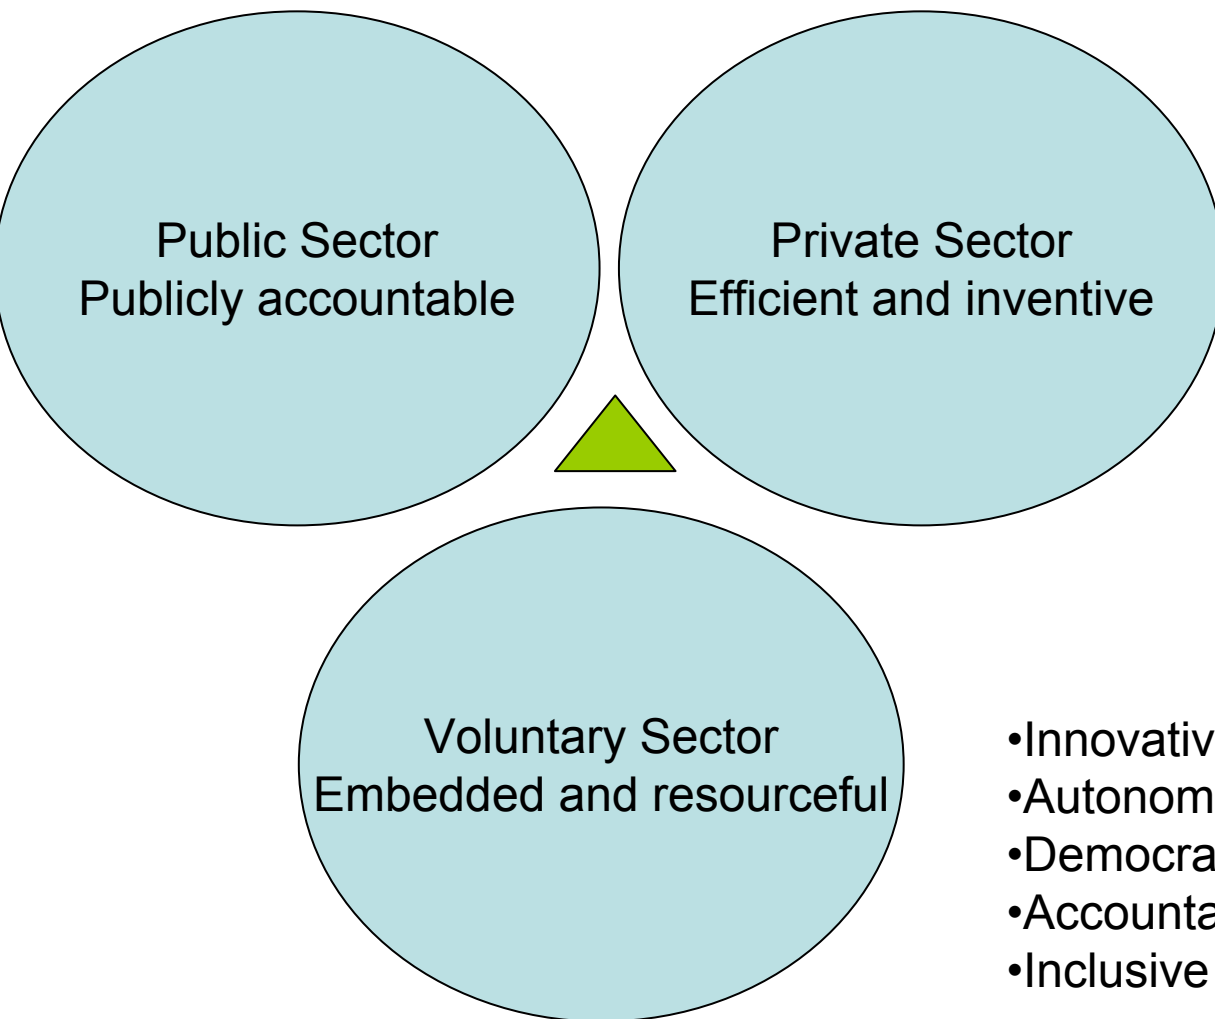 Public Sector
Publicly accountable
Private Sector
Efficient and inventive
Voluntary Sector
Embedded and resourceful
•Innovativ
•Autonom
•Democra
•Accounta
•Inclusive